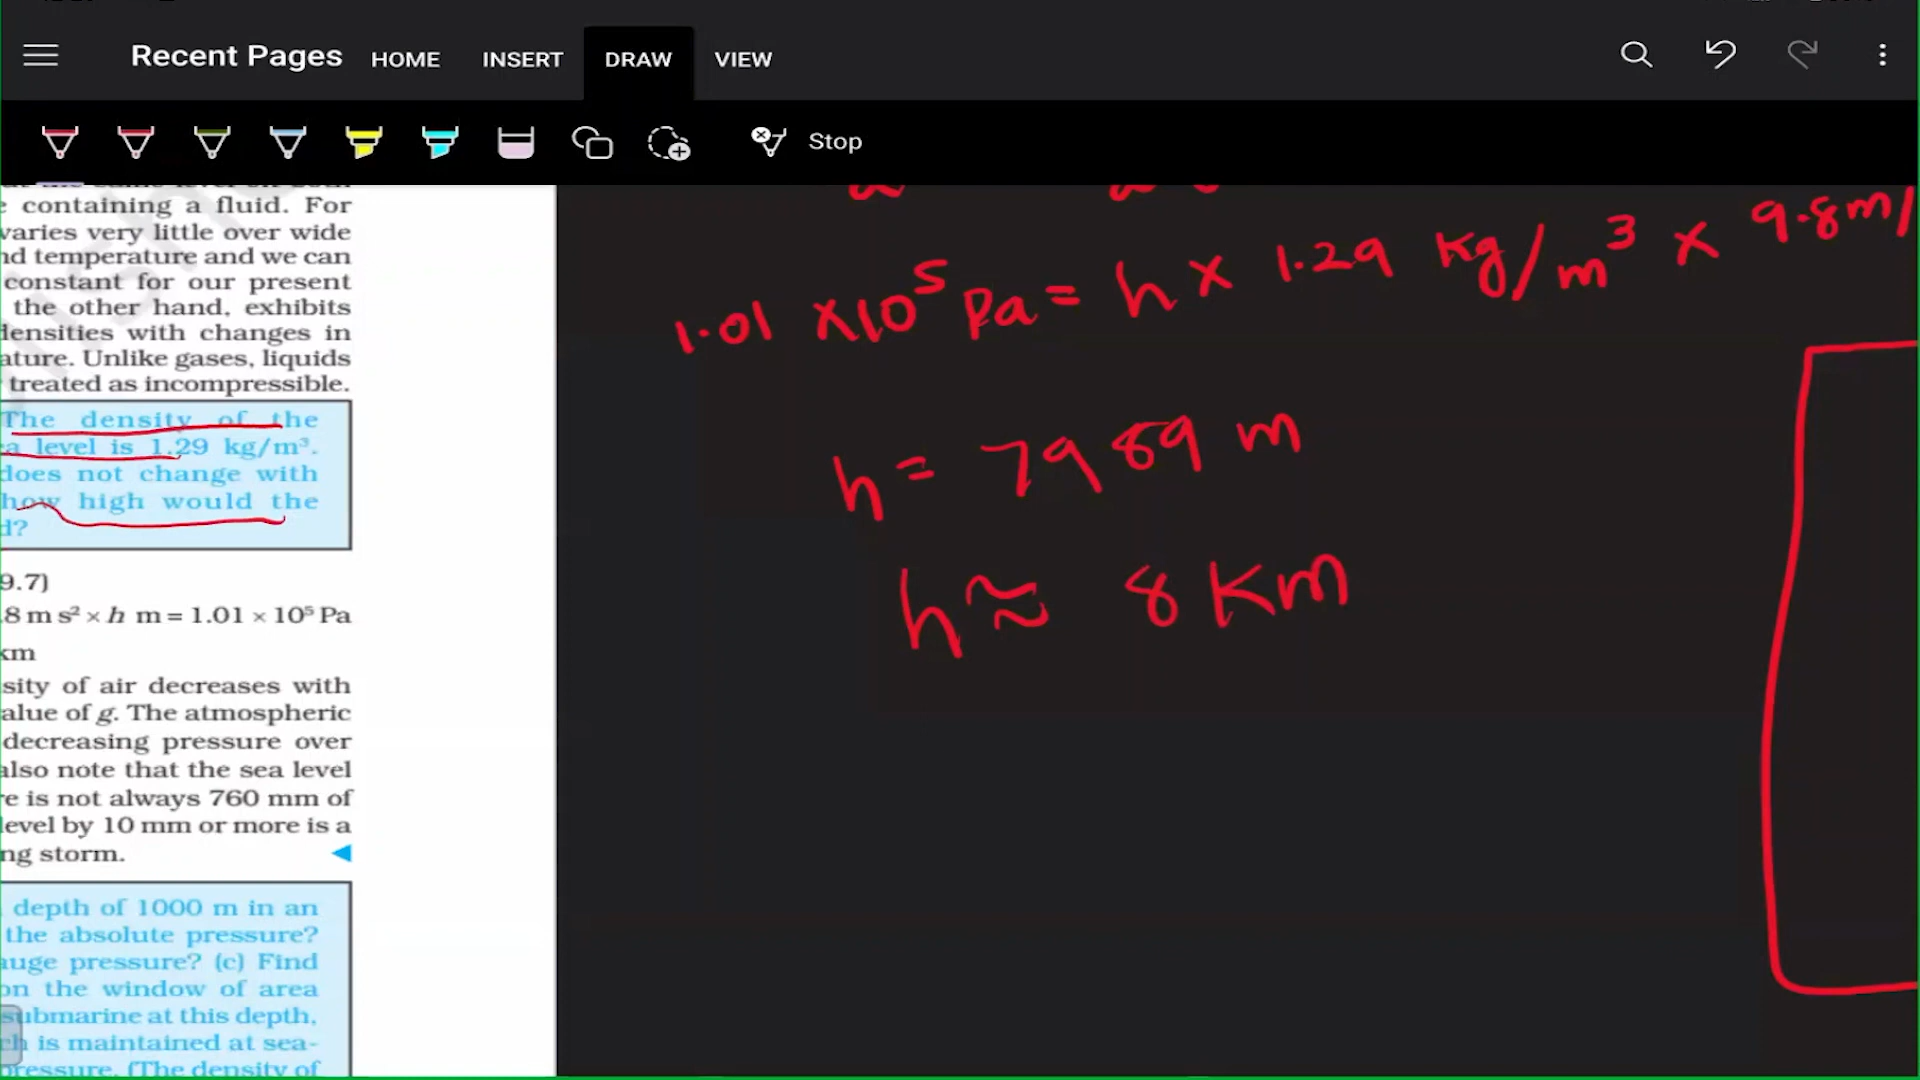 Recent Pages HOME INSERT DRAW VIEW
Stop
containing a fluid. For
varies very little over wide
nd temperature and we can
constant for our present
the other hand, exhibits
densities with changes in
ature. Unlike gases, liquids
treated as incompressible.
The density of the
a level is 1.29 kg/m³.
does not change with
how high would the
d?
9.7)
.8 m s² × h m = 1.01 × 10⁵ Pa
km
sity of air decreases with
alue of g. The atmospheric
decreasing pressure over
also note that the sea level
re is not always 760 mm of
level by 10 mm or more is a
ng storm.
depth of 1000 m in an
the absolute pressure?
auge pressure? (c) Find
on the window of area
submarine at this depth,
ch is maintained at sea-
pressure. (The density of
1.01 ×10⁵ Pa = h × 1.29 kg/m³ × 9.8m/
h = 7989 m
h ≈ 8 Km